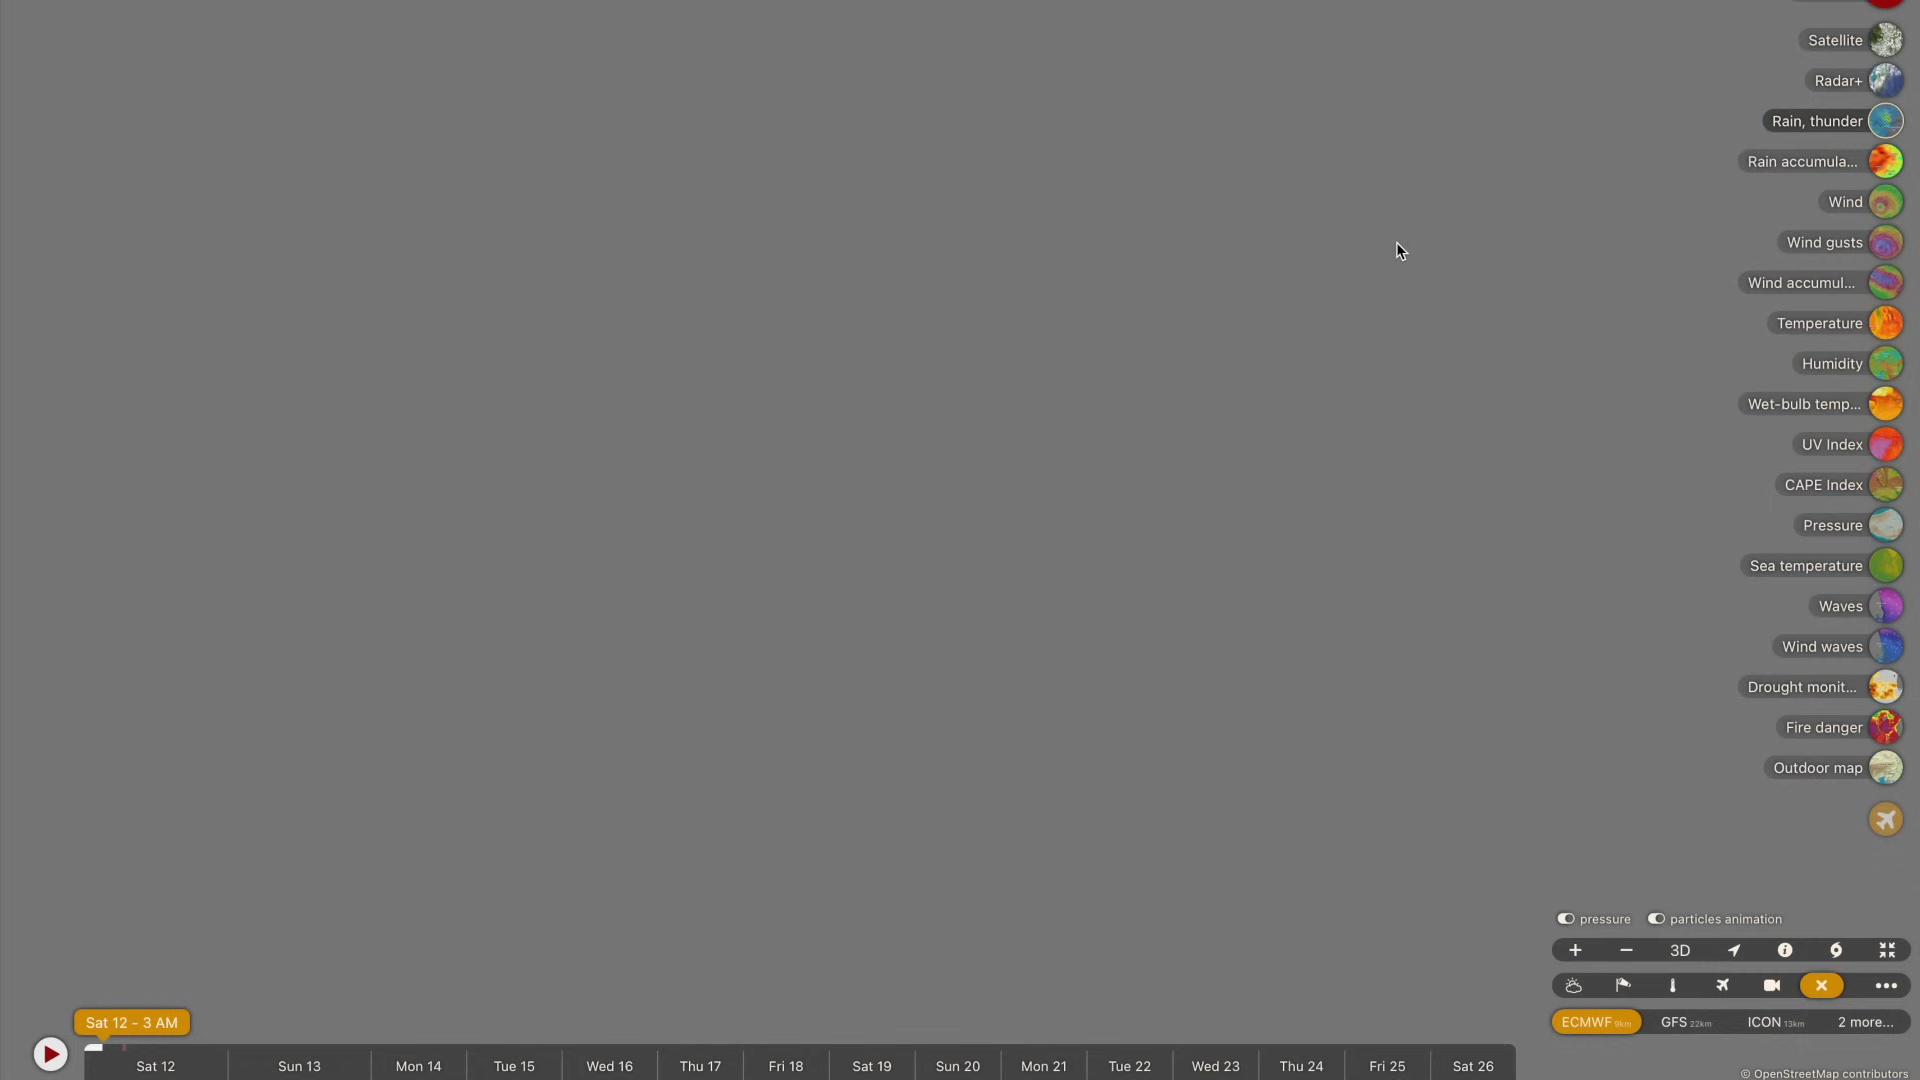 Satellite
Radar+
Rain, thunder
Rain accumula...
Wind
Wind gusts
Wind accumul...
Temperature
Humidity
Wet-bulb temp...
UV Index
CAPE Index
Pressure
Sea temperature
Waves
Wind waves
Drought monit...
Fire danger
Outdoor map
pressure particles animation
+ − 3D
ECMWF 9km GFS 22km ICON 13km 2 more...
Sat 12 - 3 AM
Sat 12 Sun 13 Mon 14 Tue 15 Wed 16 Thu 17 Fri 18 Sat 19 Sun 20 Mon 21 Tue 22 Wed 23 Thu 24 Fri 25 Sat 26
© OpenStreetMap contributors